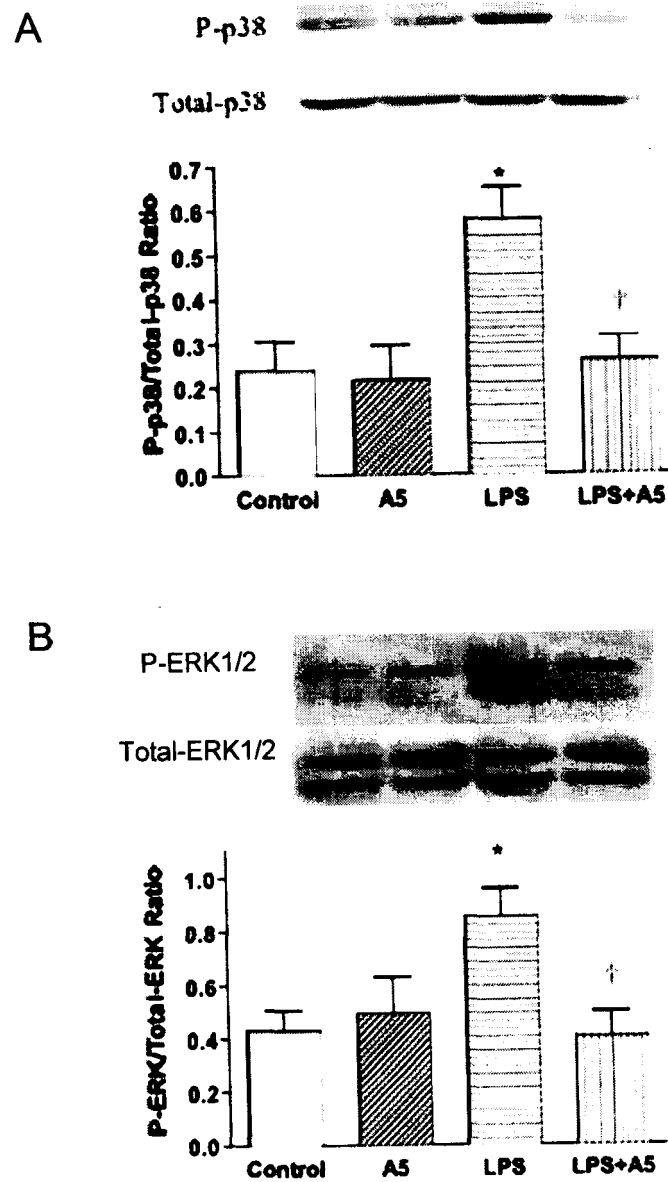 A
P-p38
Total-p38
P-p38/Total-p38 Ratio
0.7
0.6
0.5
0.4
0.3
0.2
0.1
0.0
*
†
Control A5 LPS LPS+A5
B
P-ERK1/2
Total-ERK1/2
P-ERK/Total-ERK Ratio
1.0
0.8
0.6
0.4
0.2
0.0
*
†
Control A5 LPS LPS+A5